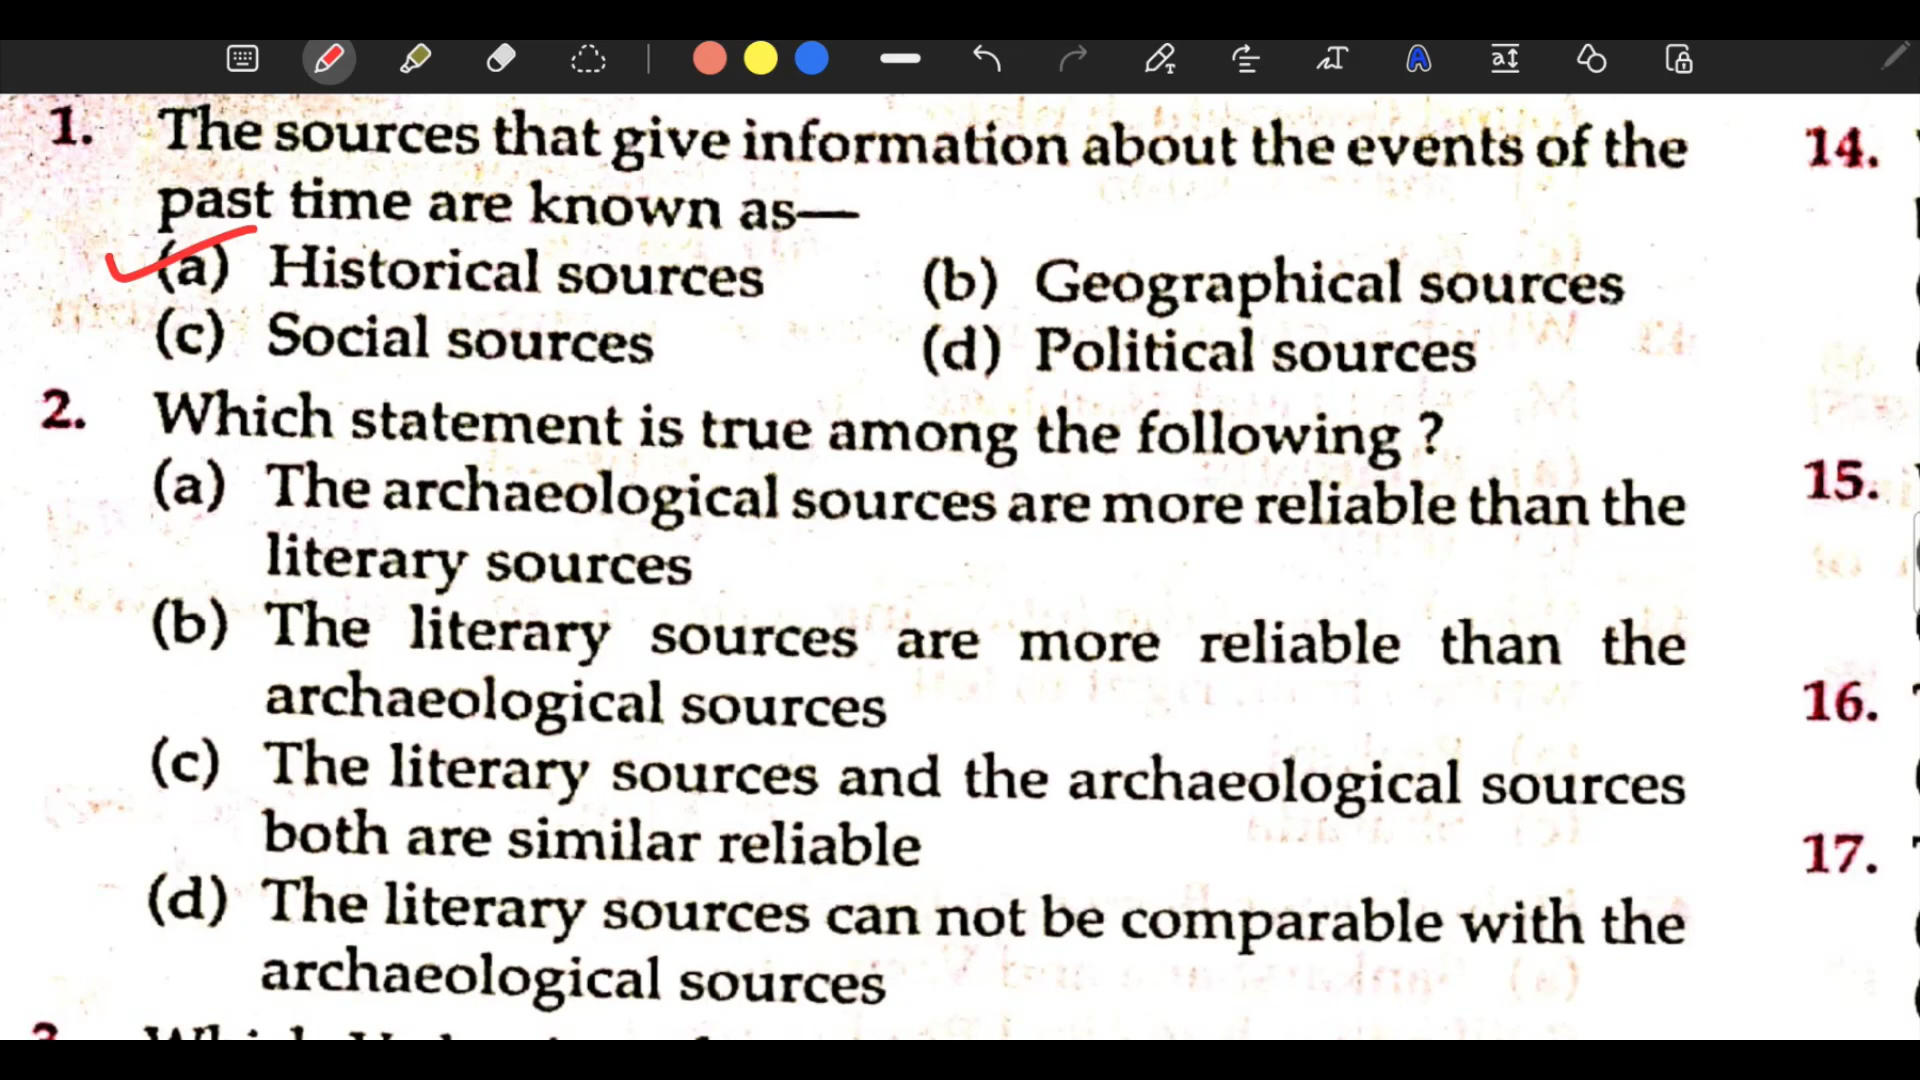 1. The sources that give information about the events of the
past time are known as—
(a) Historical sources (b) Geographical sources
(c) Social sources (d) Political sources
2. Which statement is true among the following ?
(a) The archaeological sources are more reliable than the
literary sources
(b) The literary sources are more reliable than the
archaeological sources
(c) The literary sources and the archaeological sources
both are similar reliable
(d) The literary sources can not be comparable with the
archaeological sources
14.
15.
16.
17.